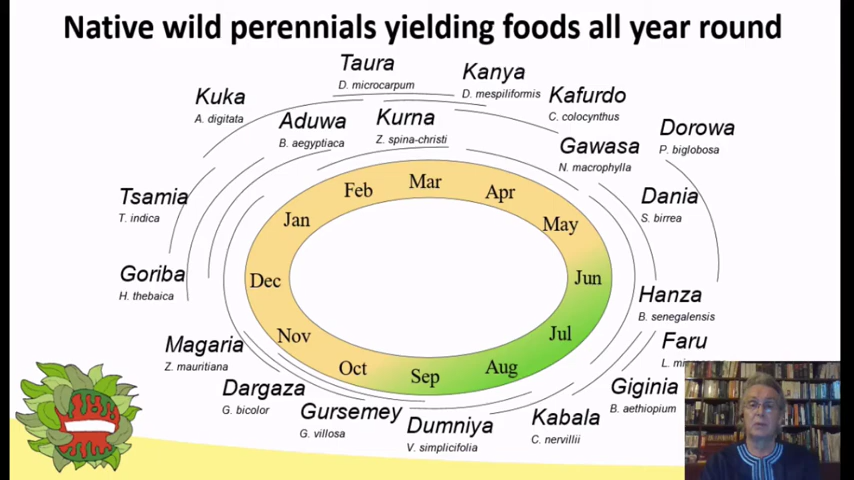 Native wild perennials yielding foods all year round
Taura
D. microcarpum
Kanya
D. mespiliformis
Kuka
A. digitata
Kafurdo
C. colocynthus
Aduwa
B. aegyptiaca
Kurna
Z. spina-christi
Gawasa
N. macrophylla
Dorowa
P. biglobosa
Tsamia
T. indica
Dania
S. birrea
Goriba
H. thebaica
Hanza
B. senegalensis
Magaria
Z. mauritiana
Faru
L.
Dargaza
G. bicolor
Giginia
B. aethiopium
Gursemey
G. villosa
Dumniya
V. simplicifolia
Kabala
C. nervillii
Jan
Feb
Mar
Apr
May
Jun
Jul
Aug
Sep
Oct
Nov
Dec